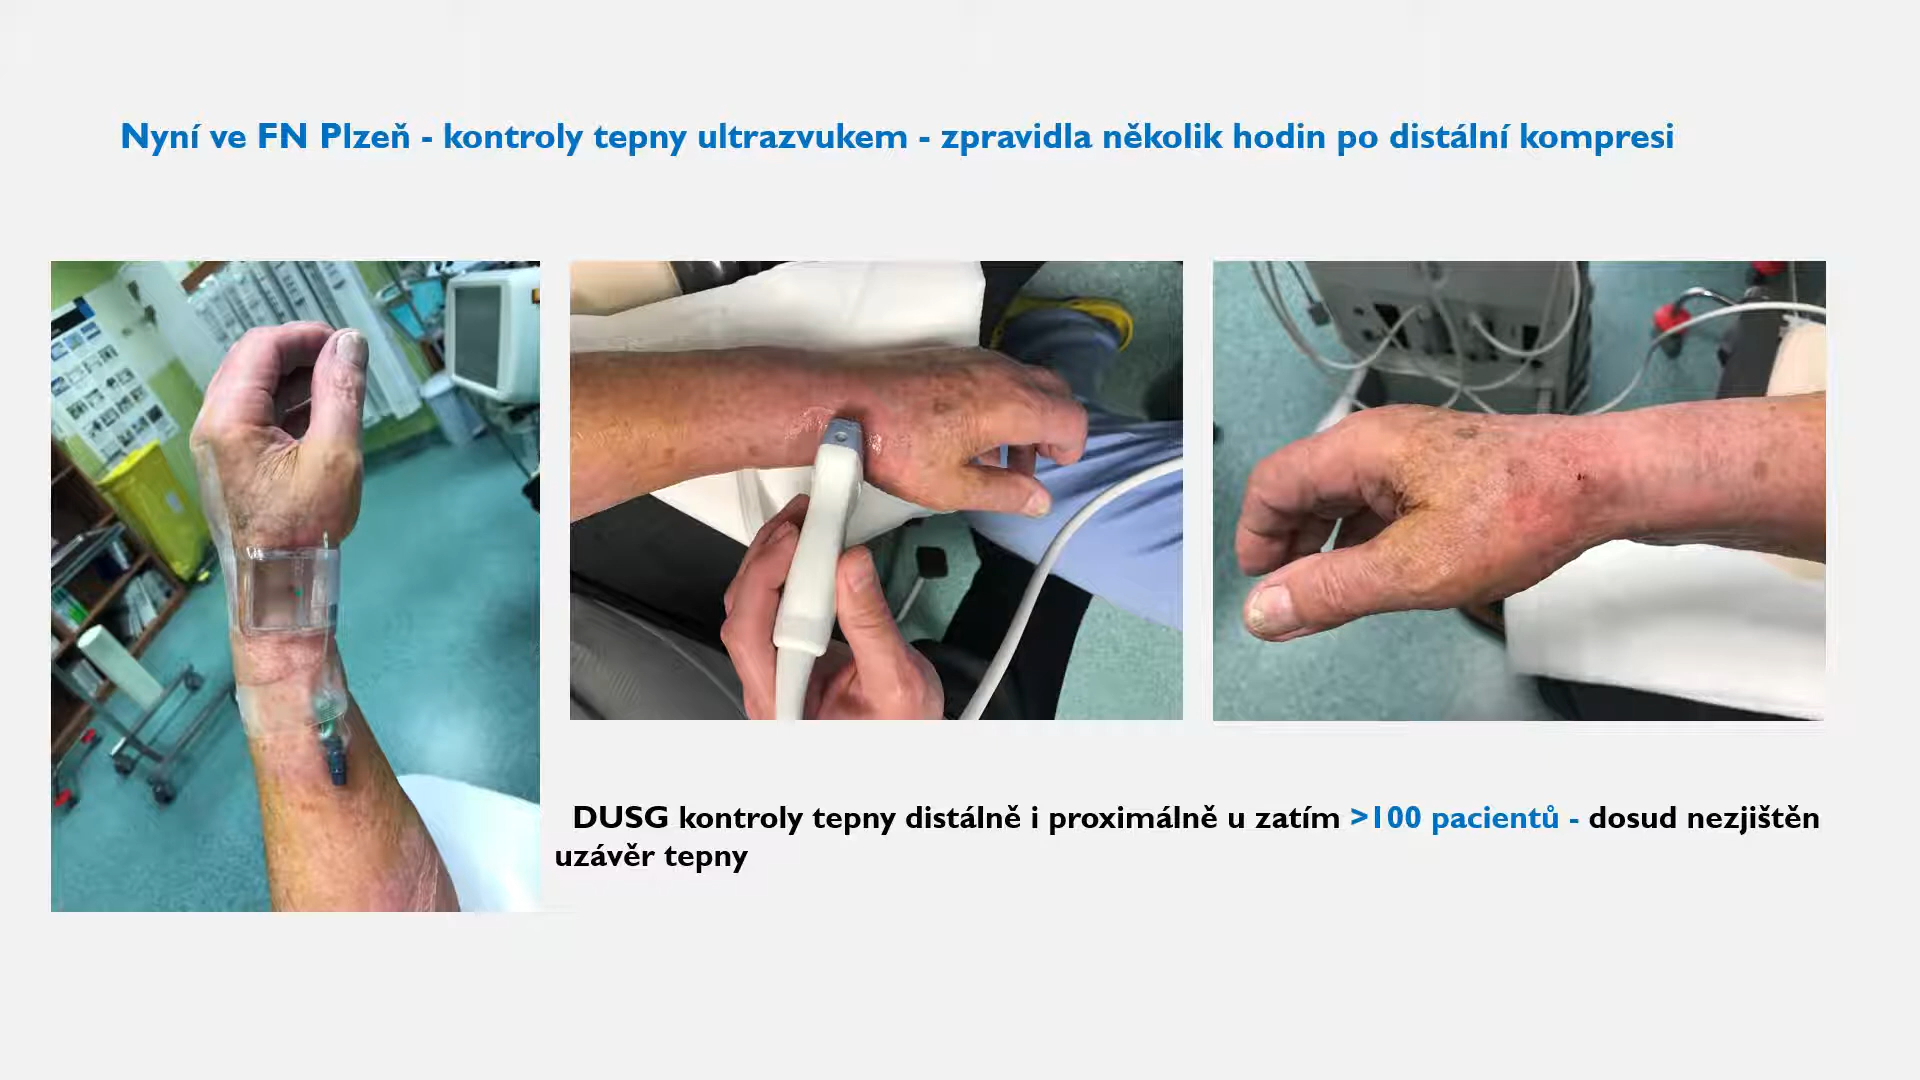 Nyní ve FN Plzeň - kontroly tepny ultrazvukem - zpravidla několik hodin po distální kompresi
DUSG kontroly tepny distálně i proximálně u zatím >100 pacientů - dosud nezjištěn
uzávěr tepny